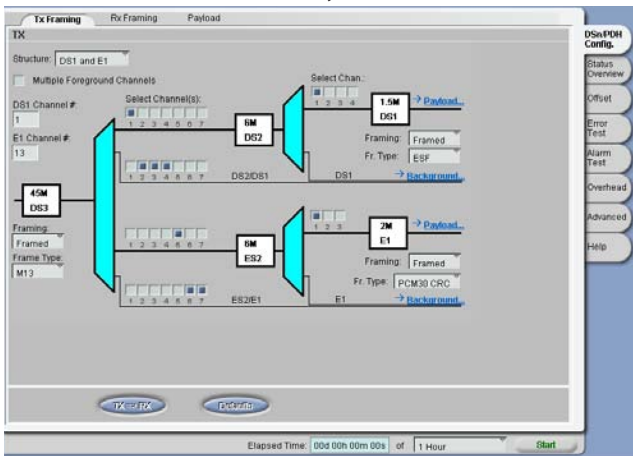 Tx Framing Rx Framing Payload
TX
DSn/PDH Config.
Status Overview
Offset
Error Test
Alarm Test
Overhead
Advanced
Help
Structure: DS1 and E1
Multiple Foreground Channels
DS1 Channel #:
1
E1 Channel #:
13
Select Channel(s):
1 2 3 4 5 6 7
Select Chan.:
1 2 3 4
6M
DS2
1.5M
DS1
Payload...
Framing: Framed
Fr. Type: ESF
1 2 3 4 5 6 7
DS2/DS1
DS1
Background...
45M
DS3
Framing:
Framed
Frame Type:
M13
1 2 3 4 5 6 7
6M
ES2
1 2 3
2M
E1
Payload...
Framing: Framed
Fr. Type: PCM30 CRC
1 2 3 4 5 6 7
ES2/E1
E1
Background...
TX => RX
Defaults
Elapsed Time: 00d 00h 00m 00s of 1 Hour
Start